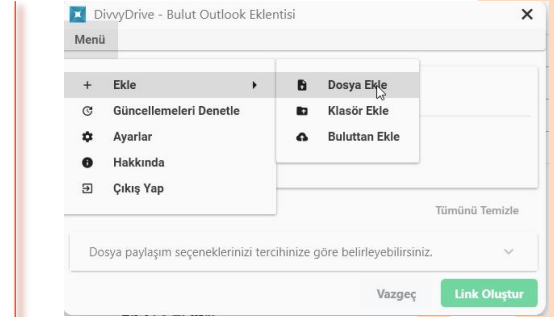 DivvyDrive - Bulut Outlook Eklentisi
Menü
Ekle
Dosya Ekle
Güncellemeleri Denetle
Klasör Ekle
Ayarlar
Buluttan Ekle
Hakkında
Çıkış Yap
Tümünü Temizle
Dosya paylaşım seçeneklerinizi tercihinize göre belirleyebilirsiniz.
Vazgeç
Link Oluştur